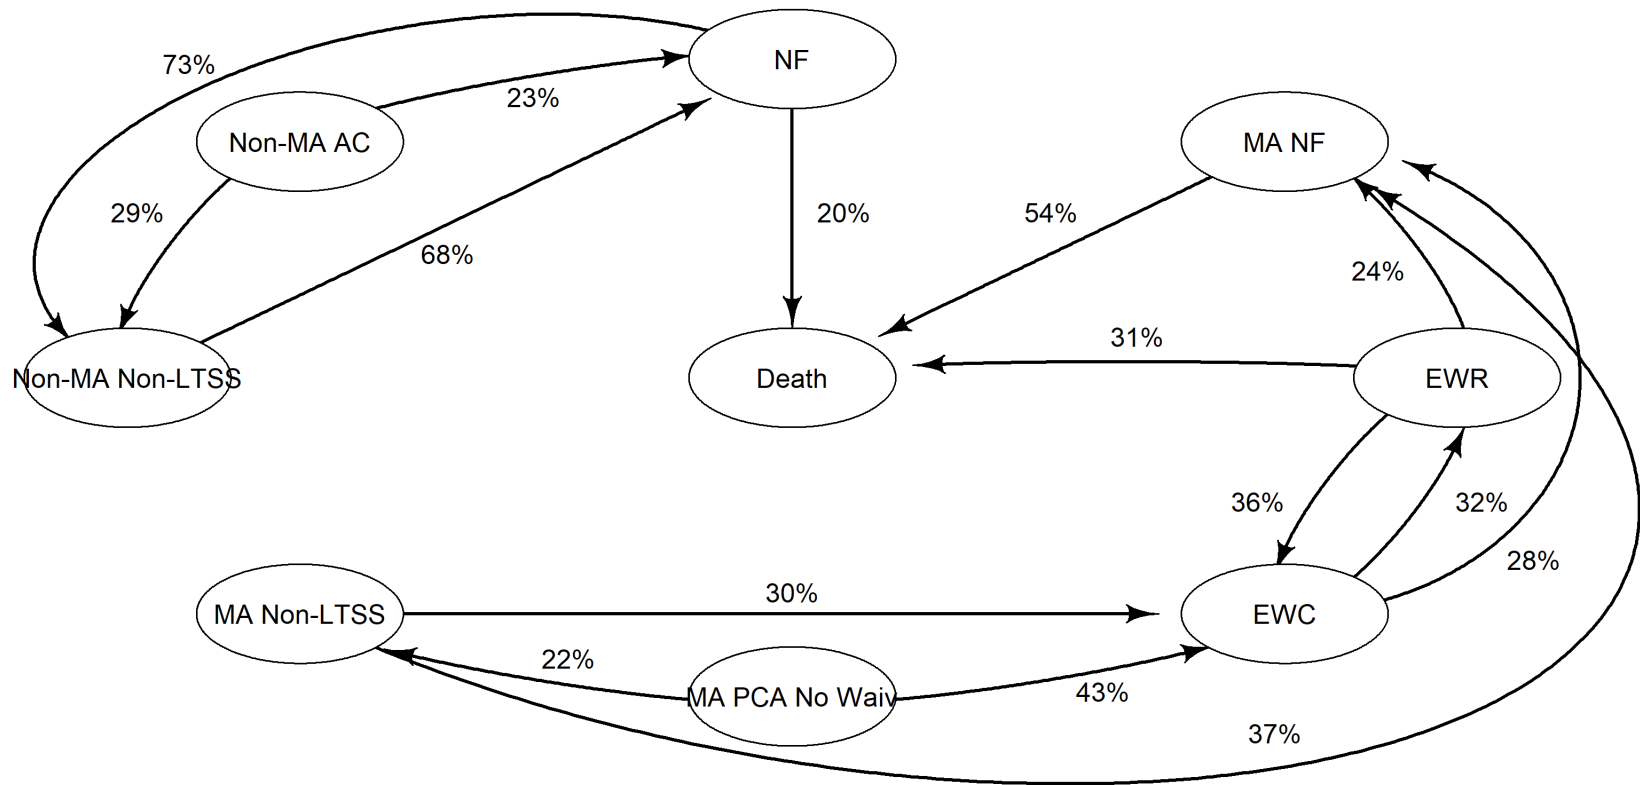 NF
73%
23%
Non-MA AC
MA NF
29%
20%
54%
68%
24%
31%
Non-MA Non-LTSS
Death
EWR
36%
32%
28%
30%
MA Non-LTSS
EWC
22%
MA PCA No Waiv
43%
37%